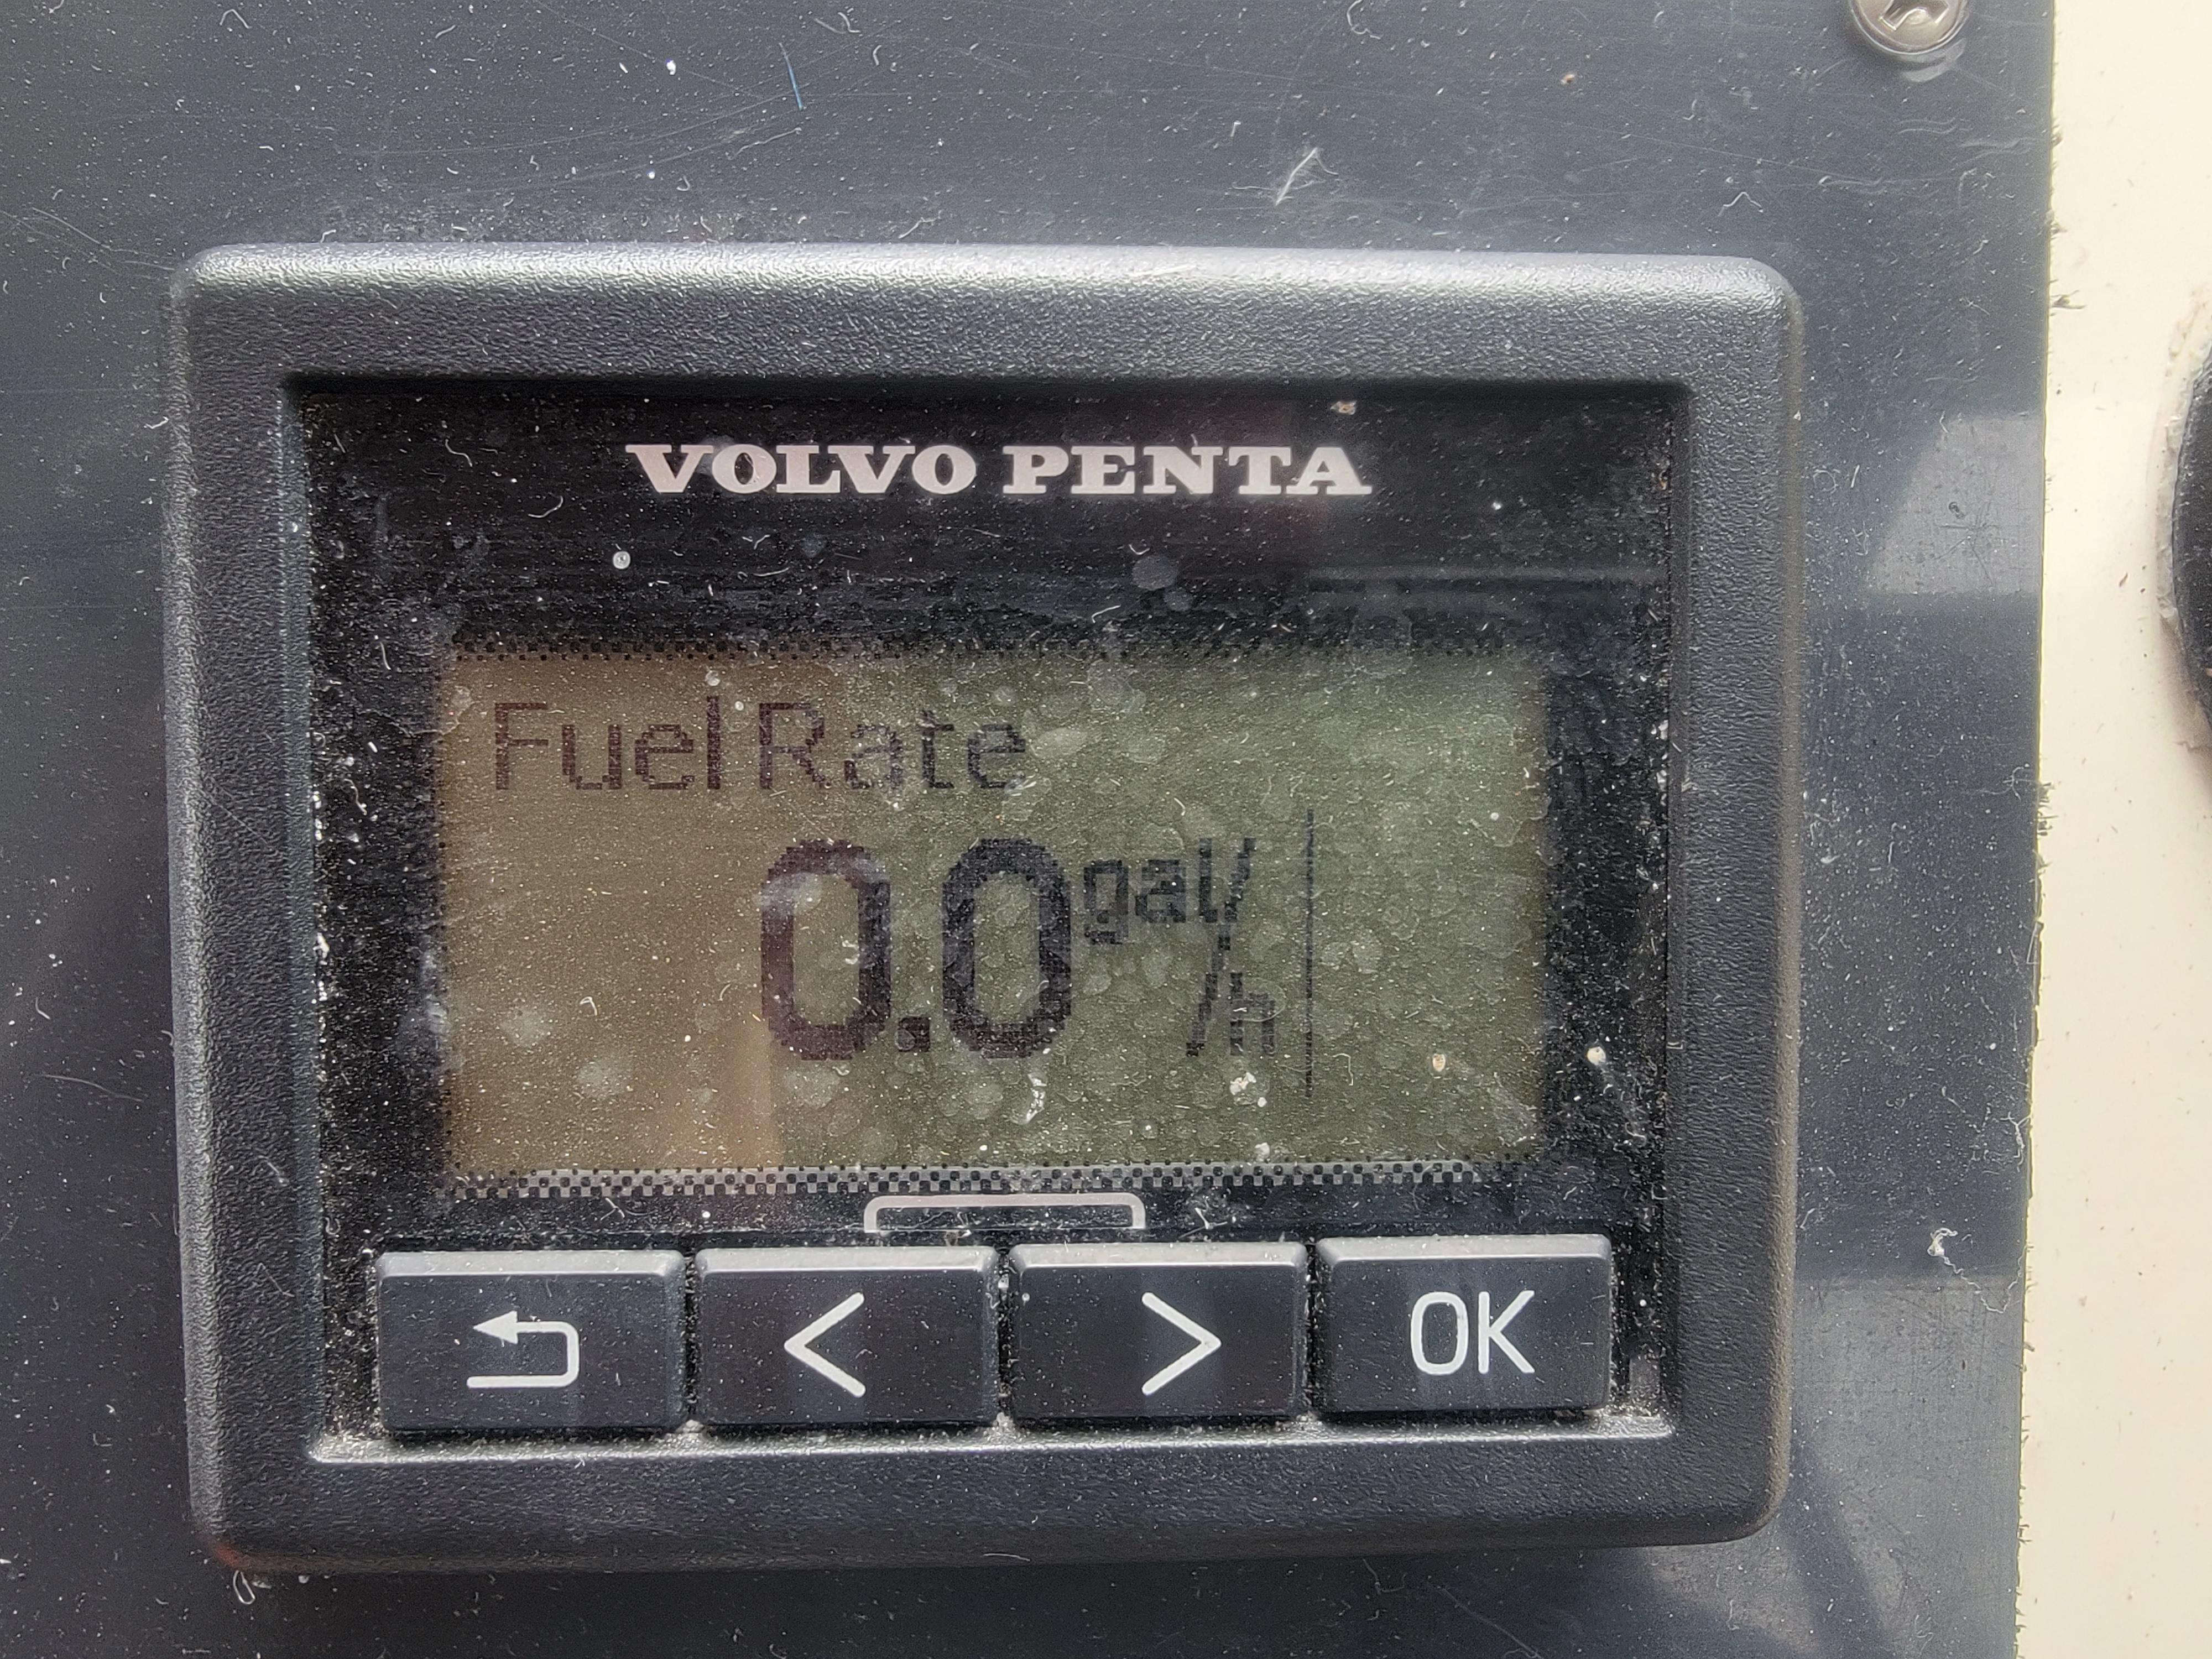 VOLVO PENTA
Fuel Rate
0.0 gal/
/h
< > OK